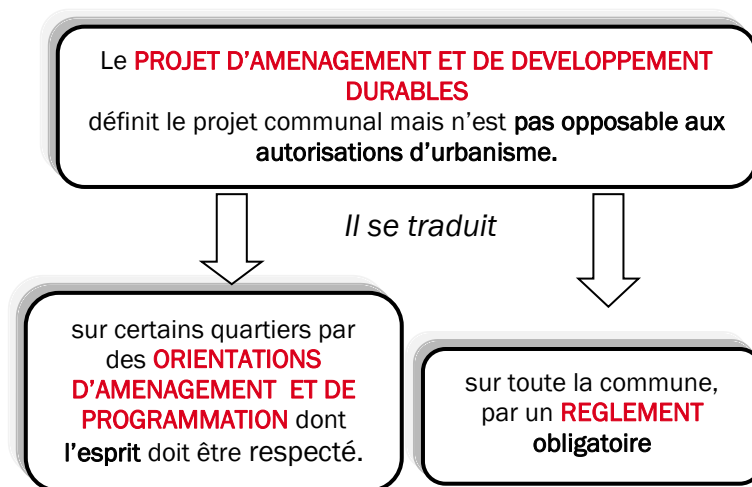 Le PROJET D'AMENAGEMENT ET DE DEVELOPPEMENT
DURABLES
définit le projet communal mais n'est pas opposable aux
autorisations d'urbanisme.
Il se traduit
sur certains quartiers par
des ORIENTATIONS
D'AMENAGEMENT ET DE
PROGRAMMATION dont
l'esprit doit être respecté.
sur toute la commune,
par un REGLEMENT
obligatoire